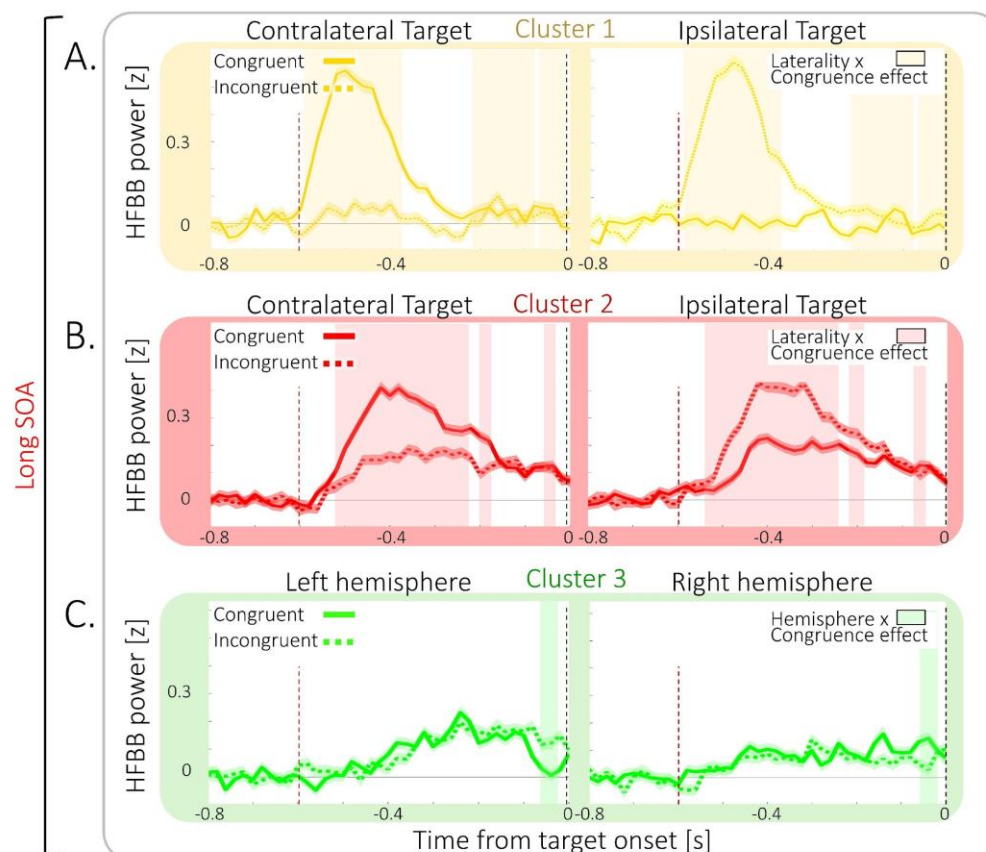 Long SOA
A.
Contralateral Target Cluster 1 Ipsilateral Target
HFBB power [z]
Congruent
Incongruent
Laterality x
Congruence effect
0.3
0
-0.8 -0.4 0 -0.8 -0.4 0
B.
Contralateral Target Cluster 2 Ipsilateral Target
HFBB power [z]
Congruent
Incongruent
Laterality x
Congruence effect
0.3
0
-0.8 -0.4 0 -0.8 -0.4 0
C.
Left hemisphere Cluster 3 Right hemisphere
HFBB power [z]
Congruent
Incongruent
Hemisphere x
Congruence effect
0.3
0
-0.8 -0.4 0 -0.8 -0.4 0
Time from target onset [s]